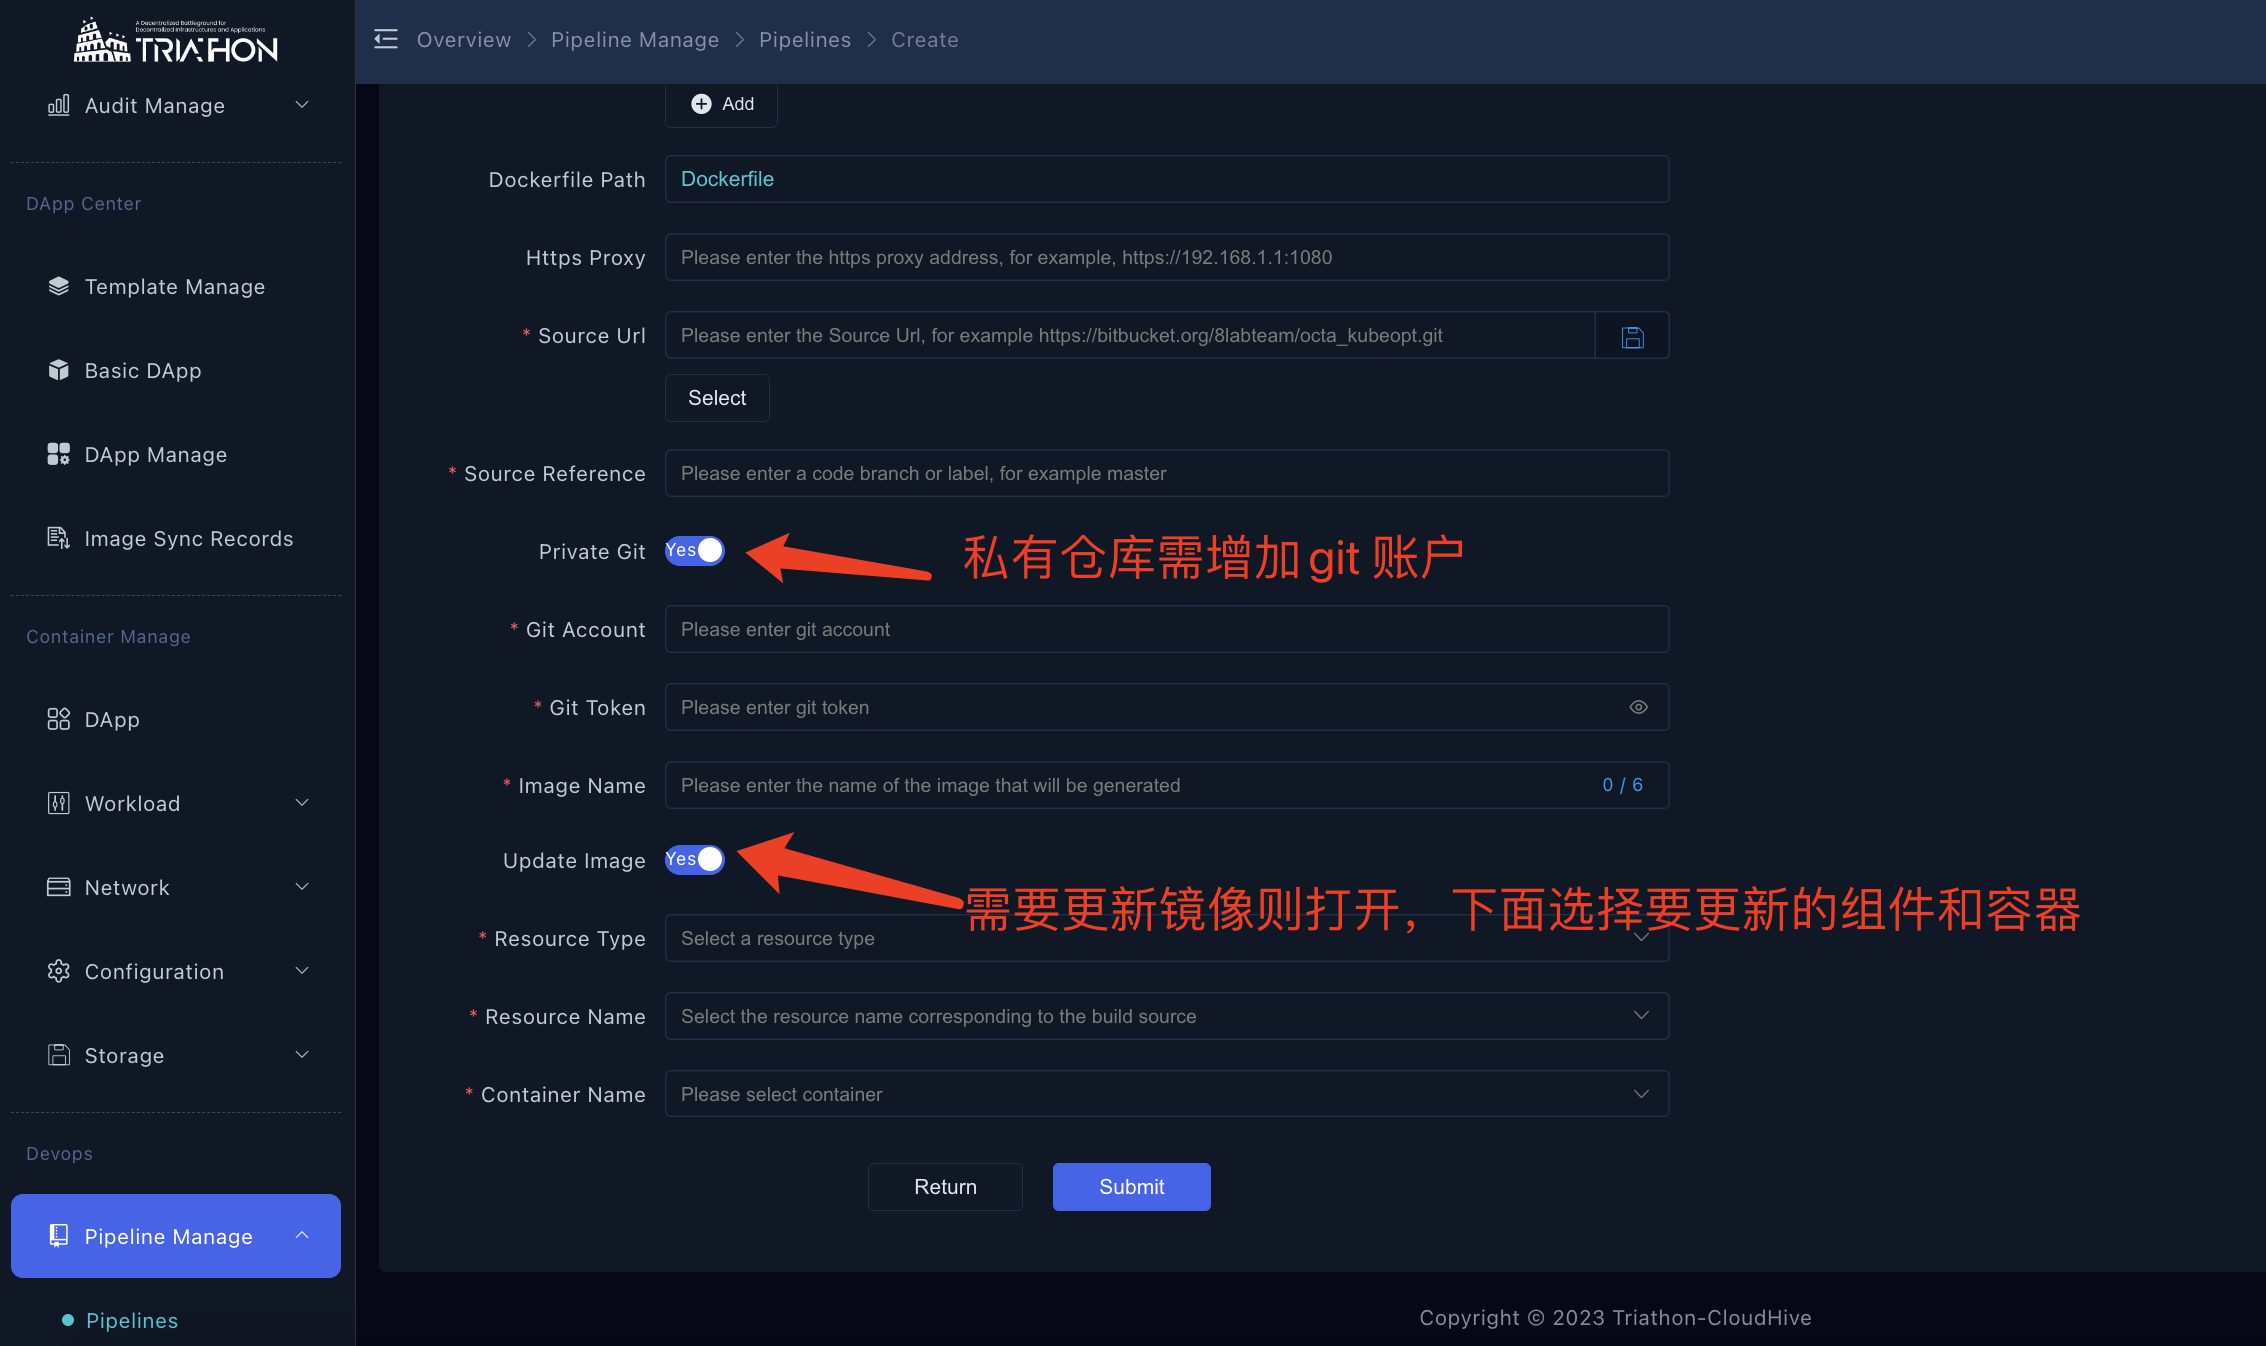 A Decentralized Battleground for
Decentralized Infrastructures and Applications
TRIATHON
Audit Manage
DApp Center
Template Manage
Basic DApp
DApp Manage
Image Sync Records
Container Manage
DApp
Workload
Network
Configuration
Storage
Devops
Pipeline Manage
Pipelines
Overview > Pipeline Manage > Pipelines > Create
Add
Dockerfile Path Dockerfile
Https Proxy Please enter the https proxy address, for example, https://192.168.1.1:1080
* Source Url Please enter the Source Url, for example https://bitbucket.org/8labteam/octa_kubeopt.git
Select
* Source Reference Please enter a code branch or label, for example master
Private Git Yes 私有仓库需增加git 账户
* Git Account Please enter git account
* Git Token Please enter git token
* Image Name Please enter the name of the image that will be generated 0 / 6
Update Image Yes
需要更新镜像则打开，下面选择要更新的组件和容器
* Resource Type Select a resource type
* Resource Name Select the resource name corresponding to the build source
* Container Name Please select container
Return Submit
Copyright © 2023 Triathon-CloudHive